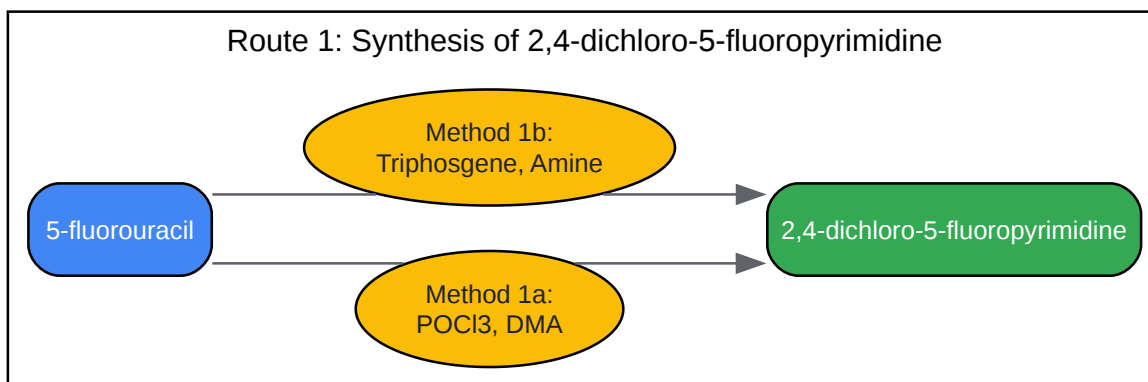 Route 1: Synthesis of 2,4-dichloro-5-fluoropyrimidine
Method 1b:
Triphosgene, Amine
5-fluorouracil
2,4-dichloro-5-fluoropyrimidine
Method 1a:
POCl3, DMA